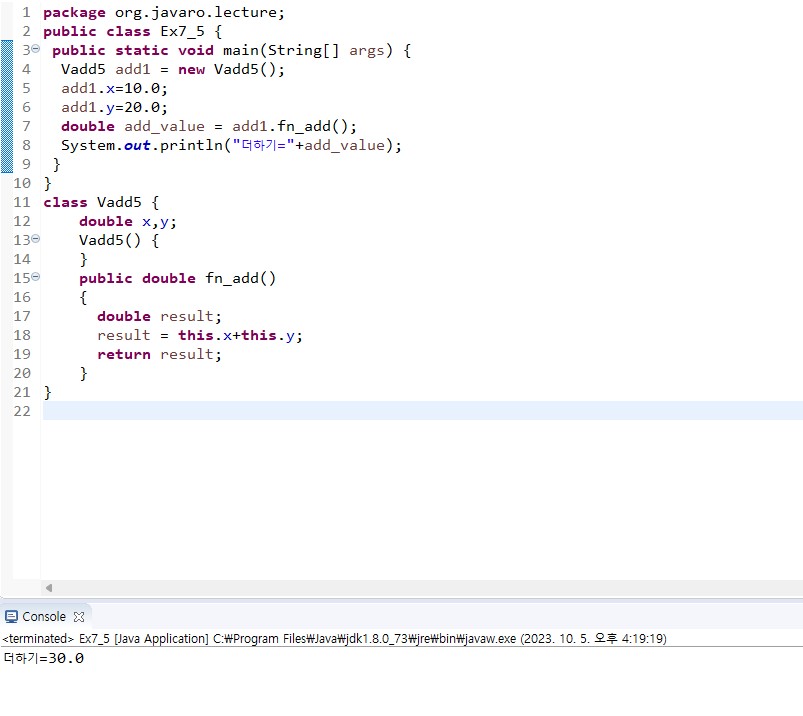 1 package org.javaro.lecture;
2 public class Ex7_5 {
3 public static void main(String[] args) {
4 Vadd5 add1 = new Vadd5();
5 add1.x=10.0;
6 add1.y=20.0;
7 double add_value = add1.fn_add();
8 System.out.println("더하기="+add_value);
9 }
10 }
11 class Vadd5 {
12 double x,y;
13 Vadd5() {
14 }
15 public double fn_add()
16 {
17 double result;
18 result = this.x+this.y;
19 return result;
20 }
21 }
22
Console
<terminated> Ex7_5 [Java Application] C:₩Program Files₩Java₩jdk1.8.0_73₩jre₩bin₩javaw.exe (2023. 10. 5. 오후 4:19:19)
더하기=30.0